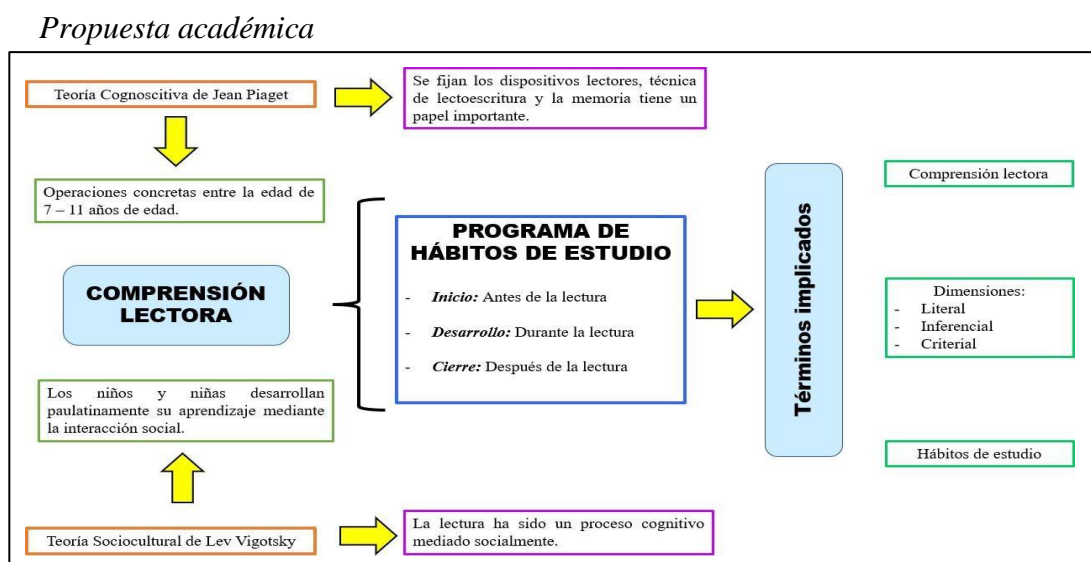 Propuesta académica
Teoría Cognoscitiva de Jean Piaget
Se fijan los dispositivos lectores, técnica
de lectoescritura y la memoria tiene un
papel importante.
Operaciones concretas entre la edad de
7 – 11 años de edad.
COMPRENSIÓN
LECTORA
Los niños y niñas desarrollan
paulatinamente su aprendizaje mediante
la interacción social.
Teoría Sociocultural de Lev Vigotsky
La lectura ha sido un proceso cognitivo
mediado socialmente.
PROGRAMA DE
HÁBITOS DE ESTUDIO
- Inicio: Antes de la lectura
- Desarrollo: Durante la lectura
- Cierre: Después de la lectura
Términos implicados
Comprensión lectora
Dimensiones:
- Literal
- Inferencial
- Criterial
Hábitos de estudio